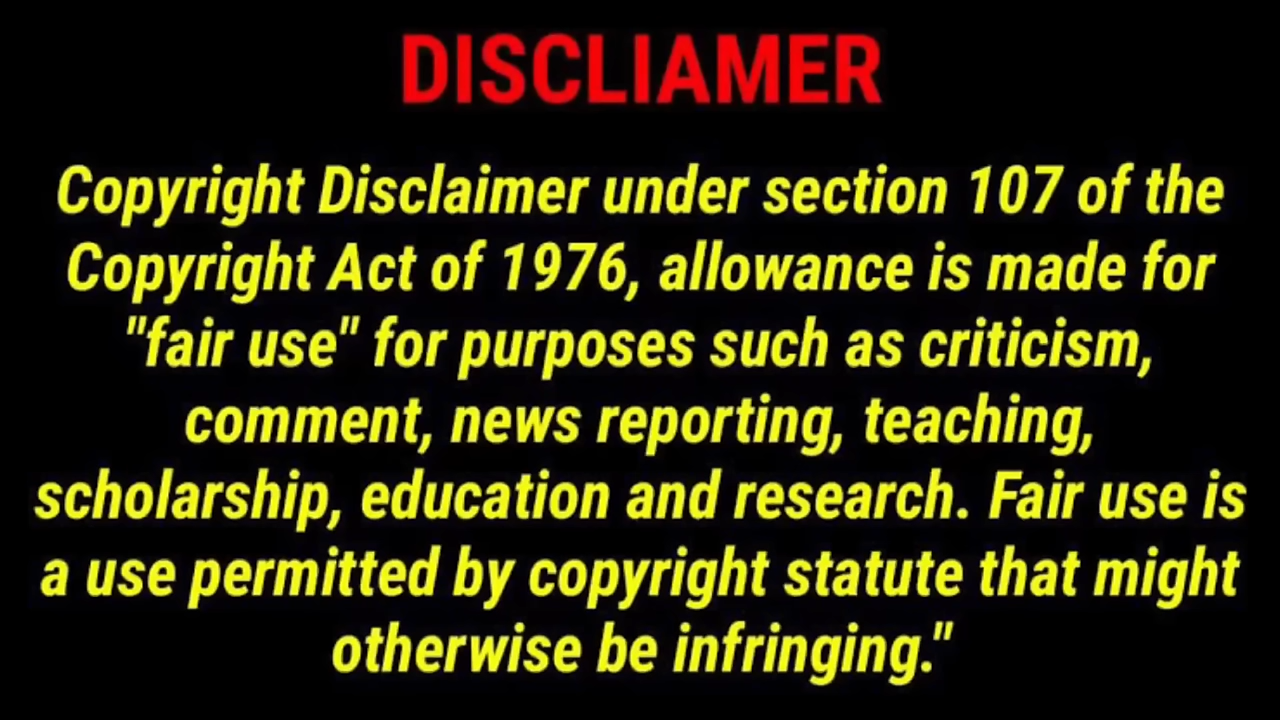 DISCLIAMER
Copyright Disclaimer under section 107 of the
Copyright Act of 1976, allowance is made for
"fair use" for purposes such as criticism,
comment, news reporting, teaching,
scholarship, education and research. Fair use is
a use permitted by copyright statute that might
otherwise be infringing."